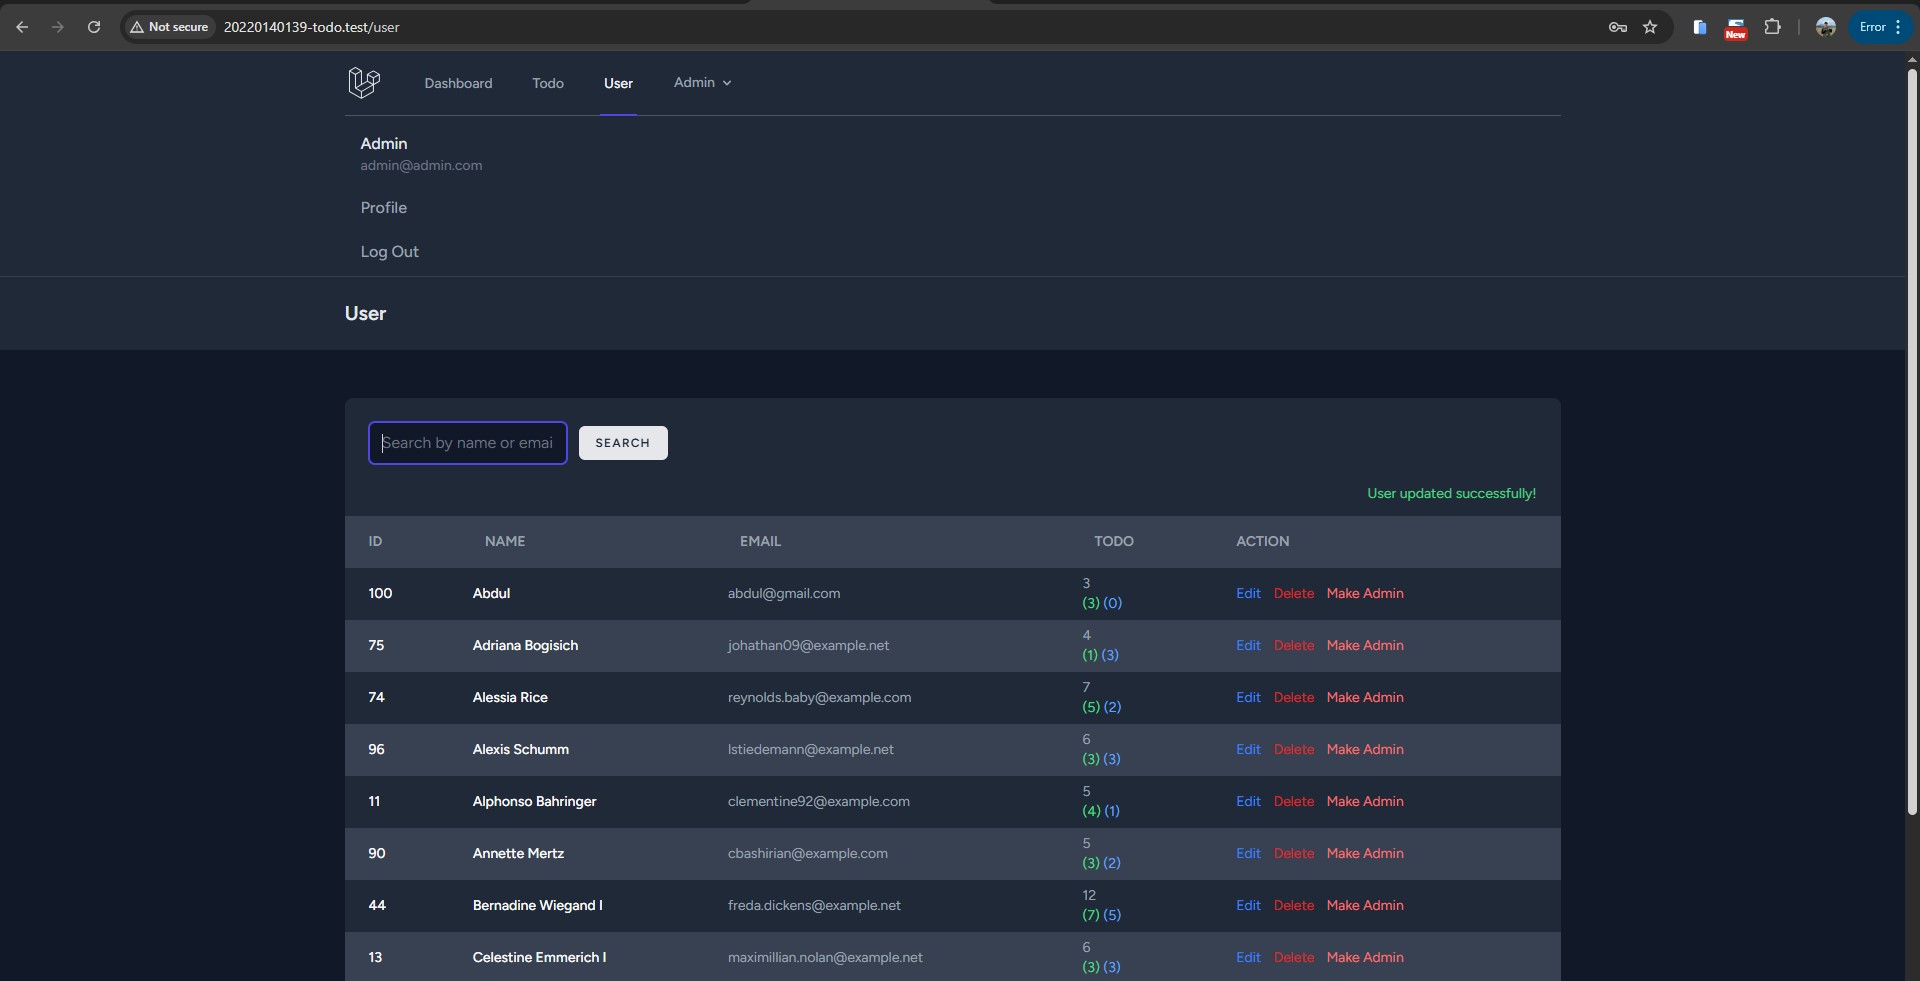 Not secure
20220140139-todo.test/user
New
Error
Dashboard
Todo
User
Admin
Admin
admin@admin.com
Profile
Log Out
User
Search by name or emai
SEARCH
User updated successfully!
ID NAME EMAIL TODO ACTION
100 Abdul abdul@gmail.com 3 (3) (0) Edit Delete Make Admin
75 Adriana Bogisich johathan09@example.net 4 (1) (3) Edit Delete Make Admin
74 Alessia Rice reynolds.baby@example.com 7 (5) (2) Edit Delete Make Admin
96 Alexis Schumm lstiedemann@example.net 6 (3) (3) Edit Delete Make Admin
11 Alphonso Bahringer clementine92@example.com 5 (4) (1) Edit Delete Make Admin
90 Annette Mertz cbashirian@example.com 5 (3) (2) Edit Delete Make Admin
44 Bernadine Wiegand I freda.dickens@example.net 12 (7) (5) Edit Delete Make Admin
13 Celestine Emmerich I maximillian.nolan@example.net 6 (3) (3) Edit Delete Make Admin